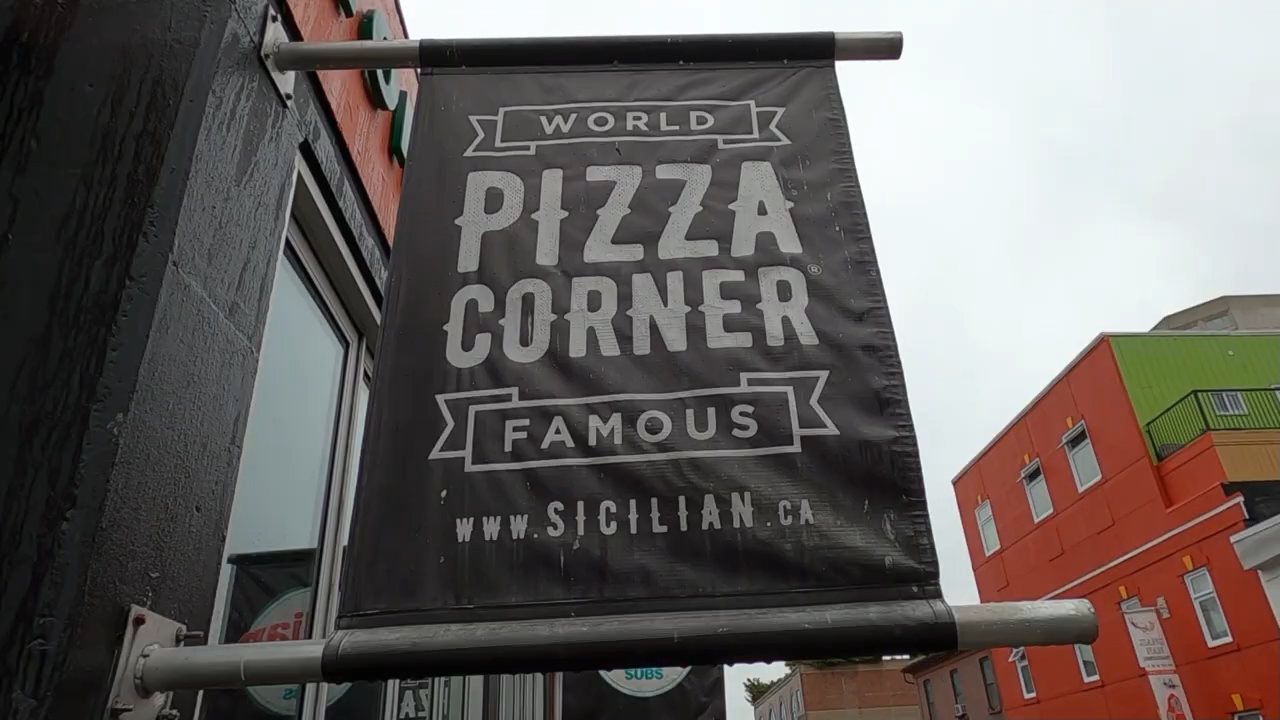 WORLD
PIZZA
CORNER®
FAMOUS
WWW.SICILIAN.CA
SUBS